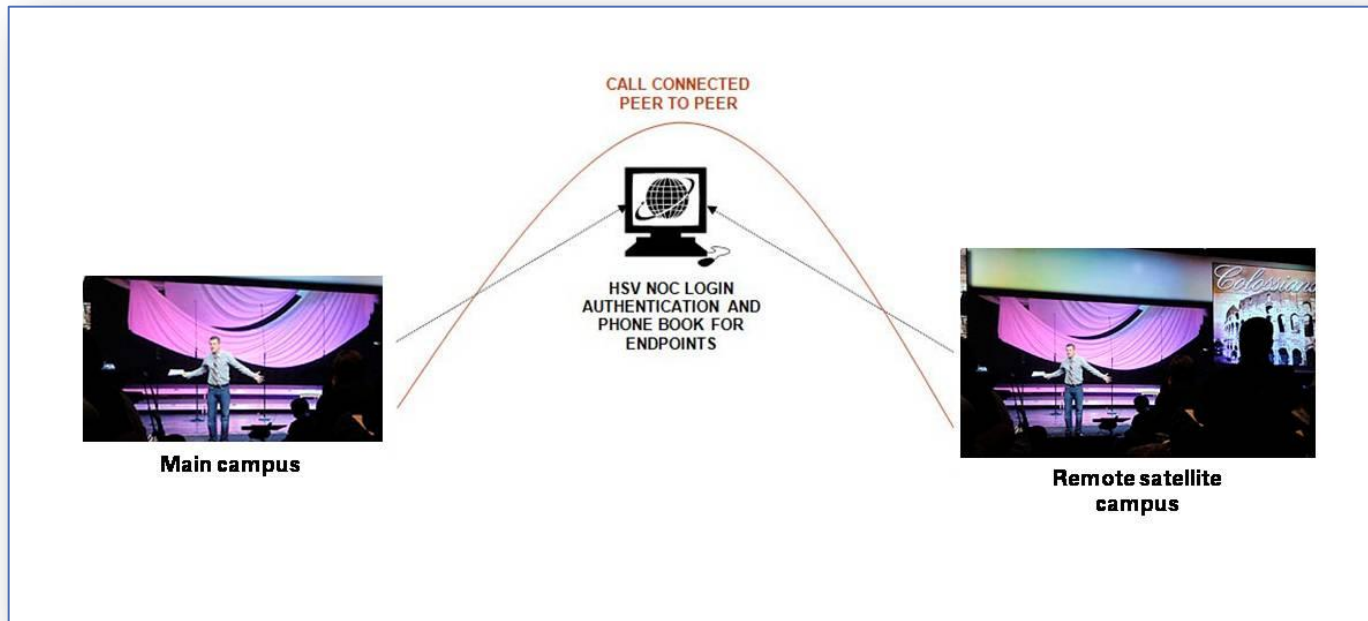 CALL CONNECTED
PEER TO PEER
HSV NOC LOGIN
AUTHENTICATION AND
PHONE BOOK FOR
ENDPOINTS
Colossians
Main campus
Remote satellite
campus